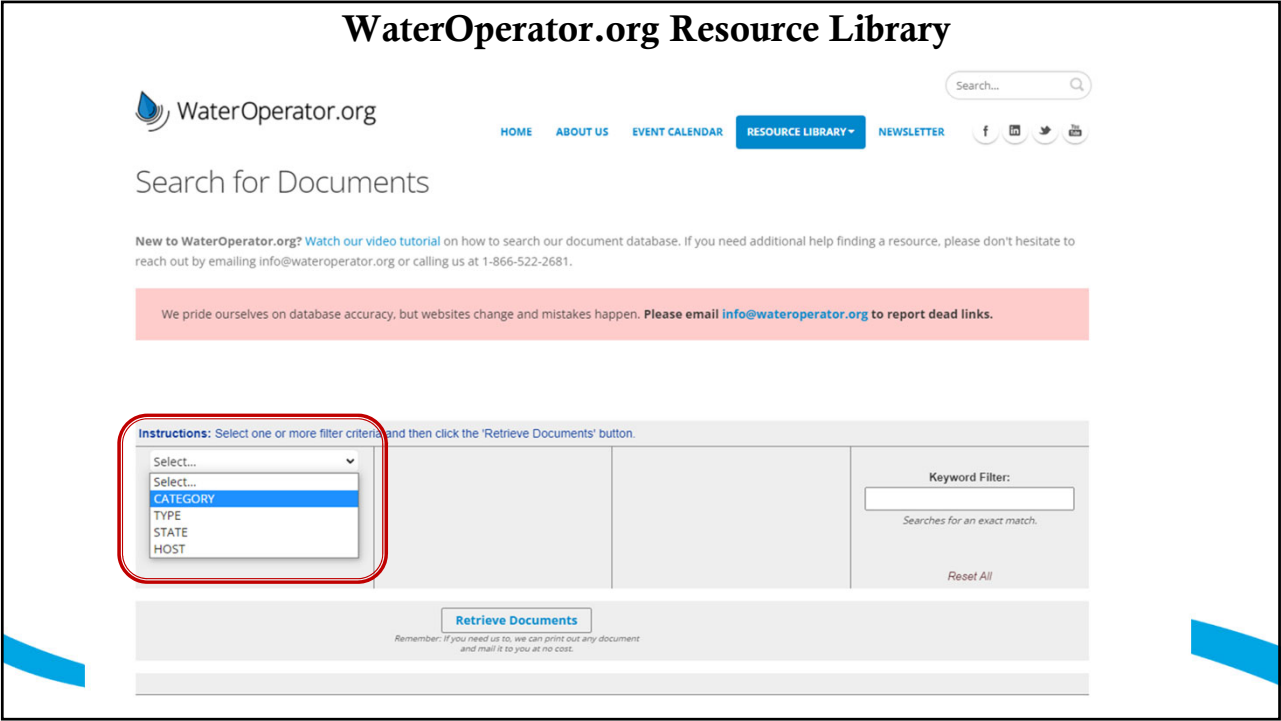 WaterOperator.org Resource Library
Search...
WaterOperator.org
HOME ABOUT US EVENT CALENDAR RESOURCE LIBRARY NEWSLETTER
Search for Documents
New to WaterOperator.org? Watch our video tutorial on how to search our document database. If you need additional help finding a resource, please don't hesitate to
reach out by emailing info@wateroperator.org or calling us at 1-866-522-2681.
We pride ourselves on database accuracy, but websites change and mistakes happen. Please email info@wateroperator.org to report dead links.
Instructions: Select one or more filter criteria and then click the 'Retrieve Documents' button.
Select...
Select...
CATEGORY
TYPE
STATE
HOST
Keyword Filter:
Searches for an exact match.
Reset All
Retrieve Documents
Remember: If you need us to, we can print out any document
and mail it to you at no cost.